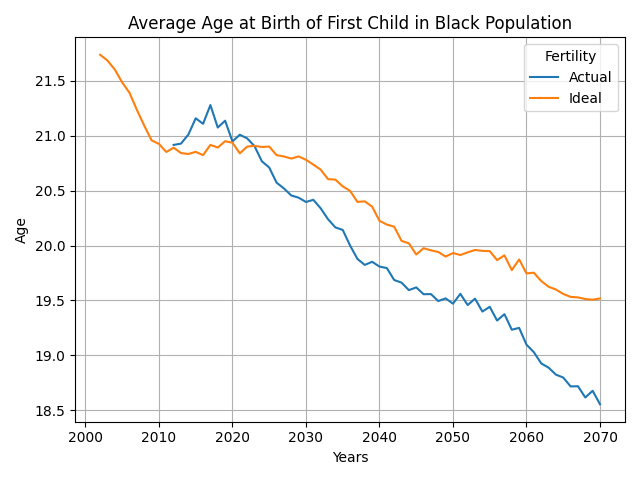 Average Age at Birth of First Child in Black Population
Fertility
Actual
Ideal
Age
21.5
21.0
20.5
20.0
19.5
19.0
18.5
2000 2010 2020 2030 2040 2050 2060 2070
Years